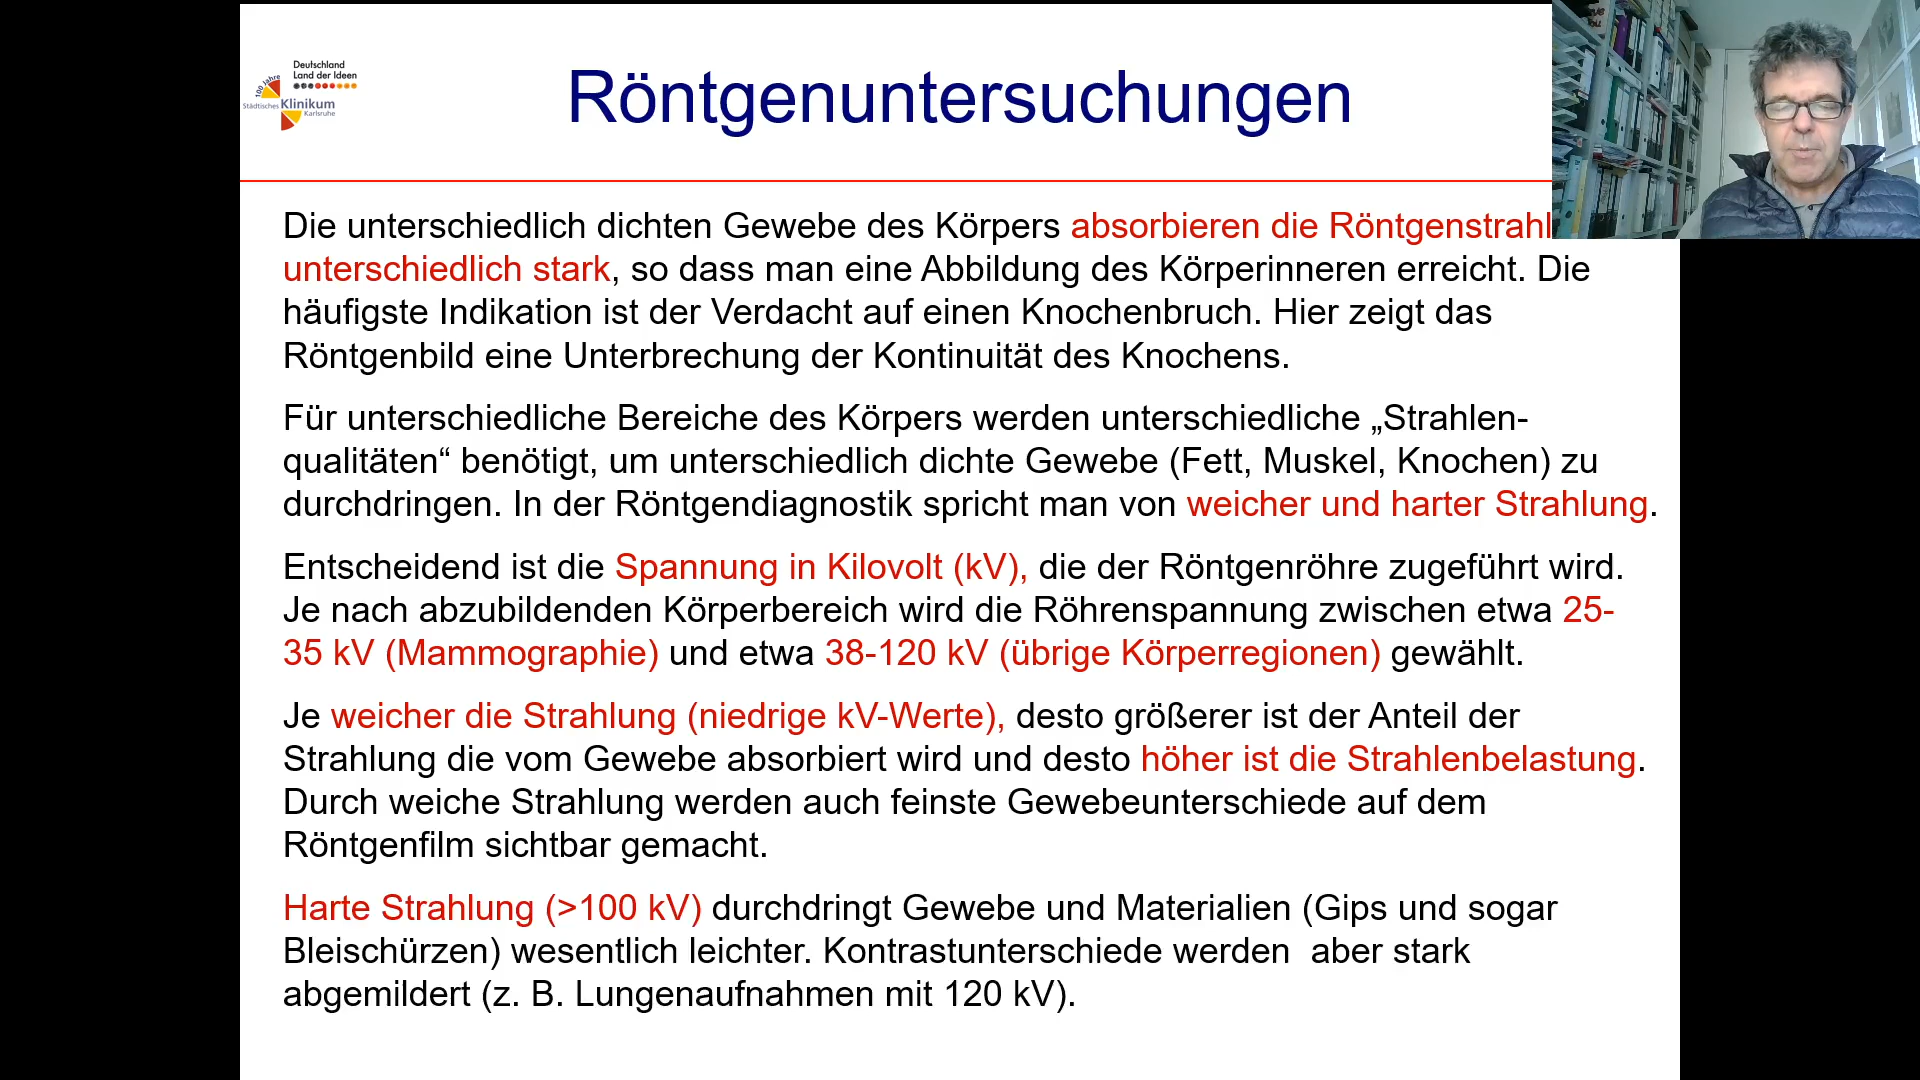 Deutschland
Land der Ideen
100 Jahre
Städtisches Klinikum
Karlsruhe
Röntgenuntersuchungen
Die unterschiedlich dichten Gewebe des Körpers absorbieren die Röntgenstrahl
unterschiedlich stark, so dass man eine Abbildung des Körperinneren erreicht. Die
häufigste Indikation ist der Verdacht auf einen Knochenbruch. Hier zeigt das
Röntgenbild eine Unterbrechung der Kontinuität des Knochens.
Für unterschiedliche Bereiche des Körpers werden unterschiedliche „Strahlen-
qualitäten“ benötigt, um unterschiedlich dichte Gewebe (Fett, Muskel, Knochen) zu
durchdringen. In der Röntgendiagnostik spricht man von weicher und harter Strahlung.
Entscheidend ist die Spannung in Kilovolt (kV), die der Röntgenröhre zugeführt wird.
Je nach abzubildenden Körperbereich wird die Röhrenspannung zwischen etwa 25-
35 kV (Mammographie) und etwa 38-120 kV (übrige Körperregionen) gewählt.
Je weicher die Strahlung (niedrige kV-Werte), desto größerer ist der Anteil der
Strahlung die vom Gewebe absorbiert wird und desto höher ist die Strahlenbelastung.
Durch weiche Strahlung werden auch feinste Gewebeunterschiede auf dem
Röntgenfilm sichtbar gemacht.
Harte Strahlung (>100 kV) durchdringt Gewebe und Materialien (Gips und sogar
Bleischürzen) wesentlich leichter. Kontrastunterschiede werden  aber stark
abgemildert (z. B. Lungenaufnahmen mit 120 kV).